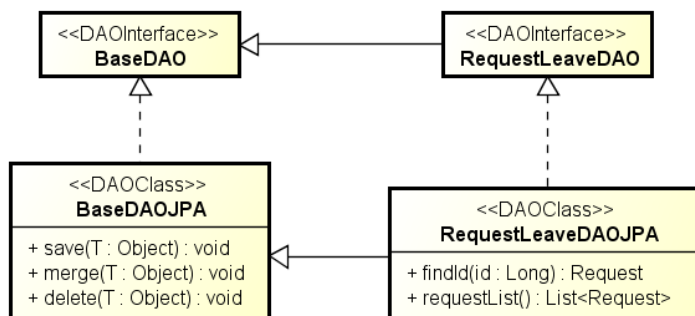 <<DAOInterface>>
BaseDAO
<<DAOInterface>>
RequestLeaveDAO
<<DAOClass>>
BaseDAOJPA
+ save(T : Object) : void
+ merge(T : Object) : void
+ delete(T : Object) : void
<<DAOClass>>
RequestLeaveDAOJPA
+ findId(id : Long) : Request
+ requestList() : List<Request>